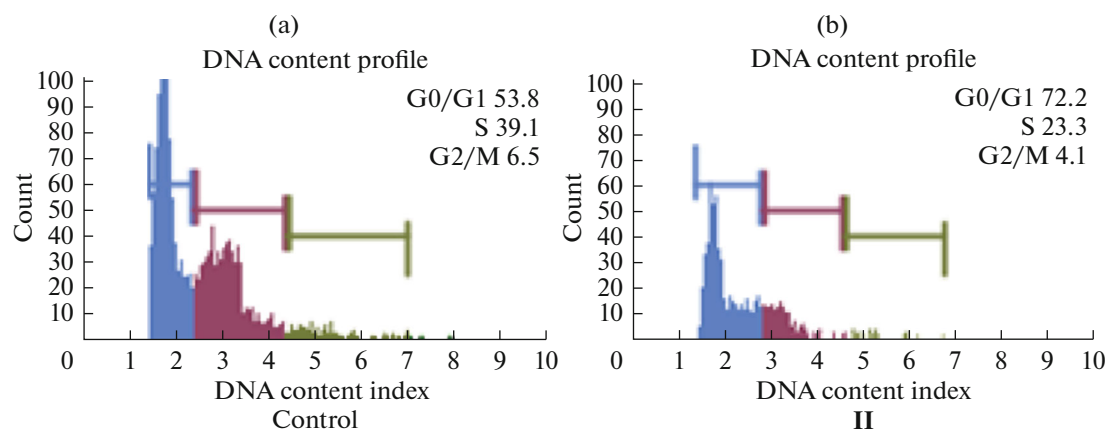 (a)
DNA content profile
G0/G1 53.8
S 39.1
G2/M 6.5
Count
100
90
80
70
60
50
40
30
20
10
0 1 2 3 4 5 6 7 8 9 10
DNA content index
Control
(b)
DNA content profile
G0/G1 72.2
S 23.3
G2/M 4.1
Count
100
90
80
70
60
50
40
30
20
10
0 1 2 3 4 5 6 7 8 9 10
DNA content index
II